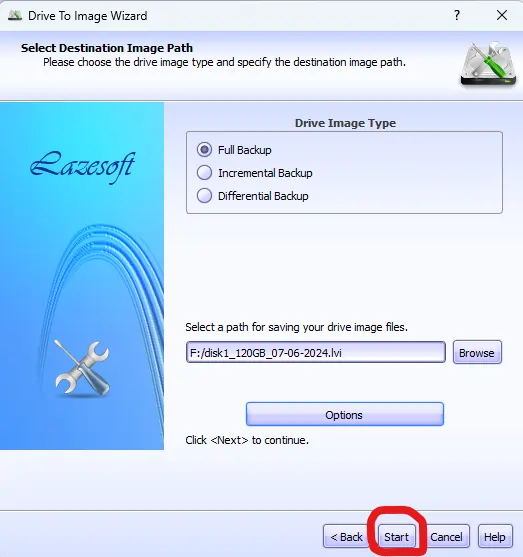 Drive To Image Wizard
?
Select Destination Image Path
Please choose the drive image type and specify the destination image path.
Lazesoft
Drive Image Type
Full Backup
Incremental Backup
Differential Backup
Select a path for saving your drive image files.
F:/disk1_120GB_07-06-2024.lvi
Browse
Options
Click <Next> to continue.
< Back
Start
Cancel
Help